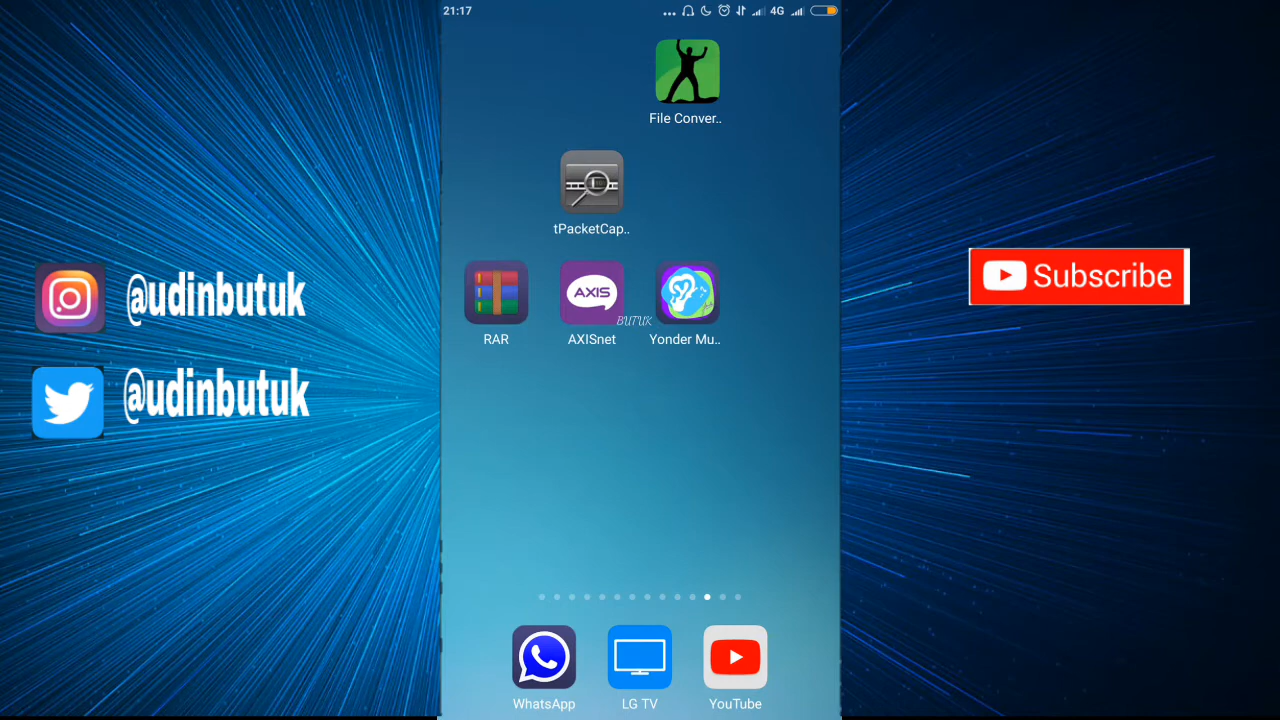 21:17
4G
File Conver..
tPacketCap..
AXIS
BUTUK
RAR
AXISnet
Yonder Mu..
WhatsApp
LG TV
YouTube
@udinbutuk
@udinbutuk
Subscribe